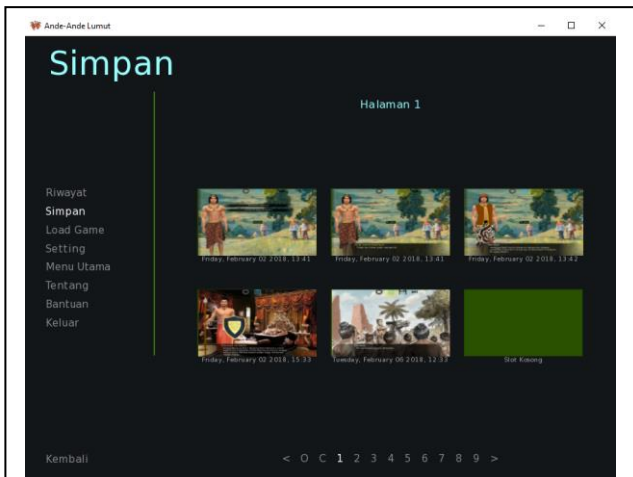 Ande-Ande Lumut
Simpan
Halaman 1
Riwayat
Simpan
Load Game
Setting
Menu Utama
Tentang
Bantuan
Keluar
Friday, February 02 2018, 13:41
Friday, February 02 2018, 13:41
Friday, February 02 2018, 13:42
Friday, February 02 2018, 15:33
Tuesday, February 06 2018, 12:33
Slot Kosong
Kembali
< O C 1 2 3 4 5 6 7 8 9 >